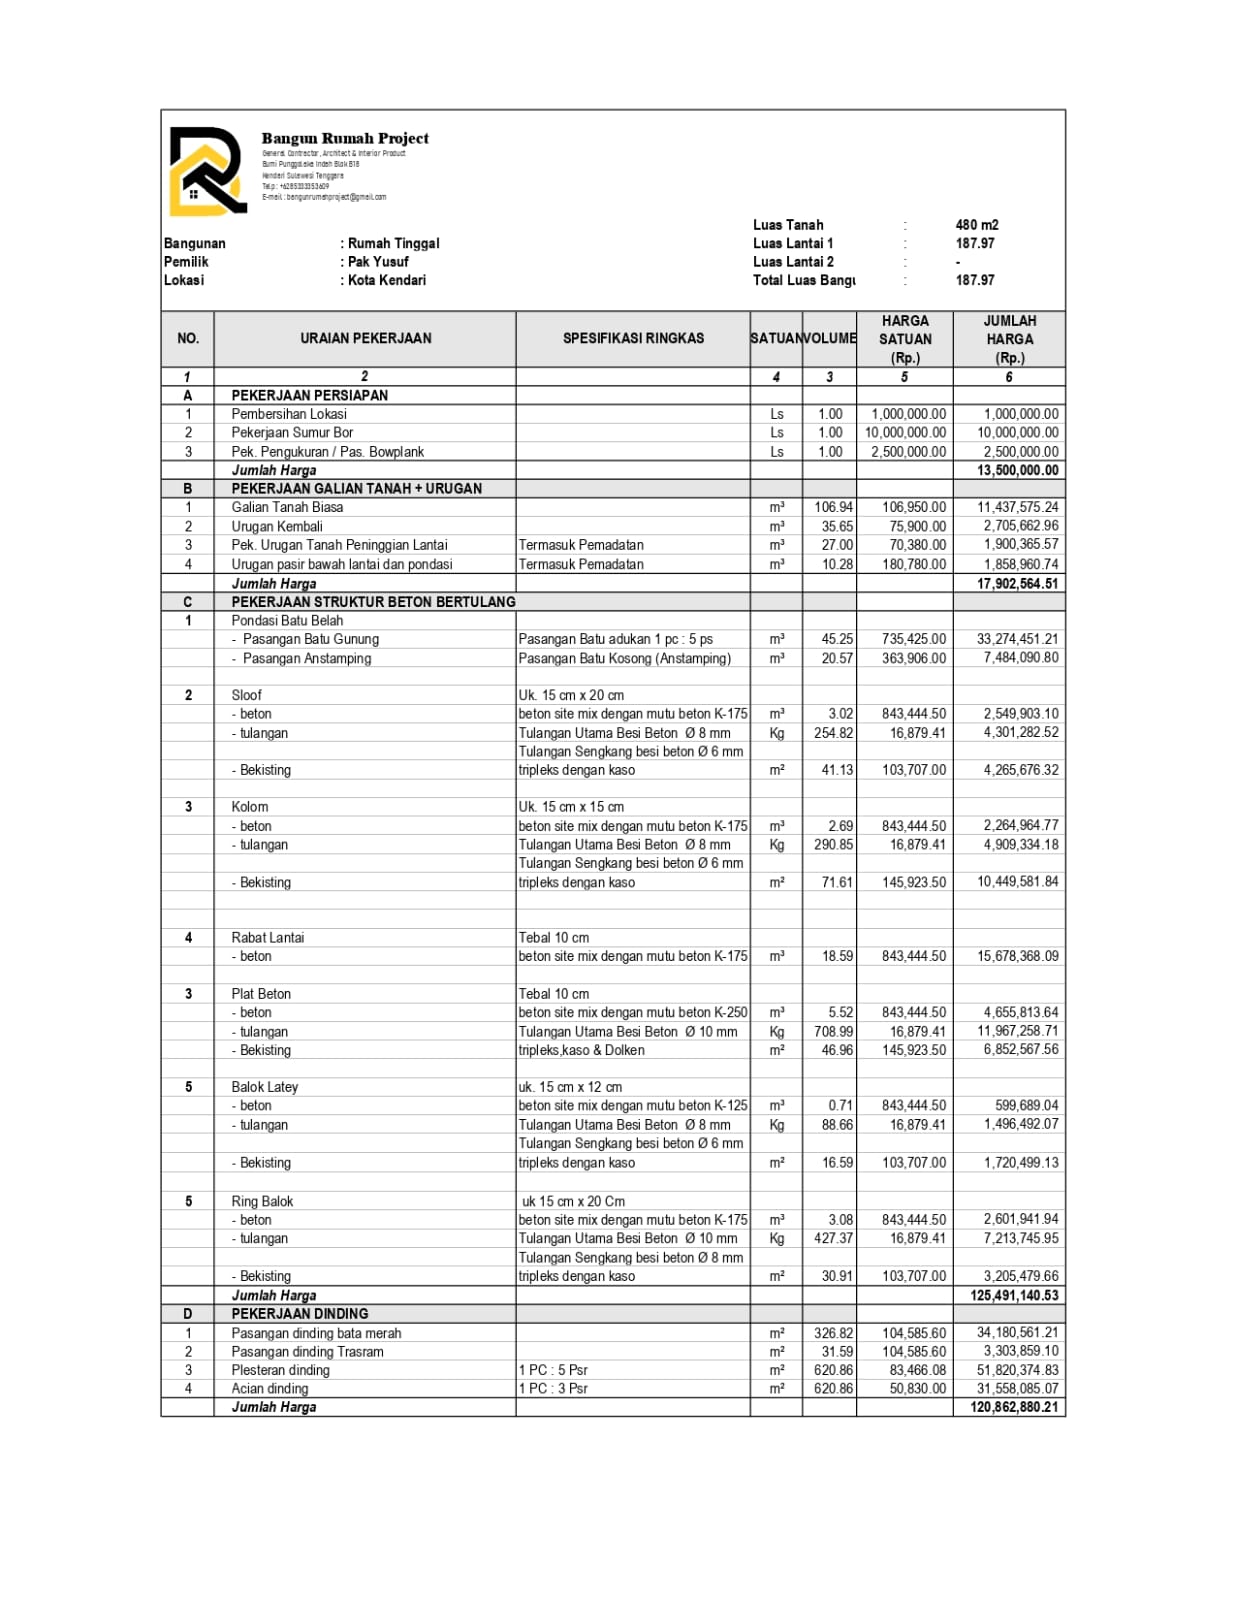 Bangun Rumah Project
General Contractor, Architect & Interior Product
Bumi Punggolaka Indah Blok B18
Kendari Sulawesi Tenggara
Telp : +6285333353609
E-mail : bangunrumahproject@gmail.com
Luas Tanah : 480 m2
Bangunan : Rumah Tinggal Luas Lantai 1 : 187.97
Pemilik : Pak Yusuf Luas Lantai 2 : -
Lokasi : Kota Kendari Total Luas Bangu : 187.97
NO. URAIAN PEKERJAAN SPESIFIKASI RINGKAS SATUAN VOLUME HARGA SATUAN (Rp.) JUMLAH HARGA (Rp.)
1 2 4 3 5 6
A PEKERJAAN PERSIAPAN
1 Pembersihan Lokasi Ls 1.00 1,000,000.00 1,000,000.00
2 Pekerjaan Sumur Bor Ls 1.00 10,000,000.00 10,000,000.00
3 Pek. Pengukuran / Pas. Bowplank Ls 1.00 2,500,000.00 2,500,000.00
Jumlah Harga 13,500,000.00
B PEKERJAAN GALIAN TANAH + URUGAN
1 Galian Tanah Biasa m³ 106.94 106,950.00 11,437,575.24
2 Urugan Kembali m³ 35.65 75,900.00 2,705,662.96
3 Pek. Urugan Tanah Peninggian Lantai Termasuk Pemadatan m³ 27.00 70,380.00 1,900,365.57
4 Urugan pasir bawah lantai dan pondasi Termasuk Pemadatan m³ 10.28 180,780.00 1,858,960.74
Jumlah Harga 17,902,564.51
C PEKERJAAN STRUKTUR BETON BERTULANG
1 Pondasi Batu Belah
- Pasangan Batu Gunung Pasangan Batu adukan 1 pc : 5 ps m³ 45.25 735,425.00 33,274,451.21
- Pasangan Anstamping Pasangan Batu Kosong (Anstamping) m³ 20.57 363,906.00 7,484,090.80
2 Sloof Uk. 15 cm x 20 cm
- beton beton site mix dengan mutu beton K-175 m³ 3.02 843,444.50 2,549,903.10
- tulangan Tulangan Utama Besi Beton Ø 8 mm Kg 254.82 16,879.41 4,301,282.52
Tulangan Sengkang besi beton Ø 6 mm
- Bekisting tripleks dengan kaso m² 41.13 103,707.00 4,265,676.32
3 Kolom Uk. 15 cm x 15 cm
- beton beton site mix dengan mutu beton K-175 m³ 2.69 843,444.50 2,264,964.77
- tulangan Tulangan Utama Besi Beton Ø 8 mm Kg 290.85 16,879.41 4,909,334.18
Tulangan Sengkang besi beton Ø 6 mm
- Bekisting tripleks dengan kaso m² 71.61 145,923.50 10,449,581.84
4 Rabat Lantai Tebal 10 cm
- beton beton site mix dengan mutu beton K-175 m³ 18.59 843,444.50 15,678,368.09
3 Plat Beton Tebal 10 cm
- beton beton site mix dengan mutu beton K-250 m³ 5.52 843,444.50 4,655,813.64
- tulangan Tulangan Utama Besi Beton Ø 10 mm Kg 708.99 16,879.41 11,967,258.71
- Bekisting tripleks,kaso & Dolken m² 46.96 145,923.50 6,852,567.56
5 Balok Latey uk. 15 cm x 12 cm
- beton beton site mix dengan mutu beton K-125 m³ 0.71 843,444.50 599,689.04
- tulangan Tulangan Utama Besi Beton Ø 8 mm Kg 88.66 16,879.41 1,496,492.07
Tulangan Sengkang besi beton Ø 6 mm
- Bekisting tripleks dengan kaso m² 16.59 103,707.00 1,720,499.13
5 Ring Balok uk 15 cm x 20 Cm
- beton beton site mix dengan mutu beton K-175 m³ 3.08 843,444.50 2,601,941.94
- tulangan Tulangan Utama Besi Beton Ø 10 mm Kg 427.37 16,879.41 7,213,745.95
Tulangan Sengkang besi beton Ø 8 mm
- Bekisting tripleks dengan kaso m² 30.91 103,707.00 3,205,479.66
Jumlah Harga 125,491,140.53
D PEKERJAAN DINDING
1 Pasangan dinding bata merah m² 326.82 104,585.60 34,180,561.21
2 Pasangan dinding Trasram m² 31.59 104,585.60 3,303,859.10
3 Plesteran dinding 1 PC : 5 Psr m² 620.86 83,466.08 51,820,374.83
4 Acian dinding 1 PC : 3 Psr m² 620.86 50,830.00 31,558,085.07
Jumlah Harga 120,862,880.21